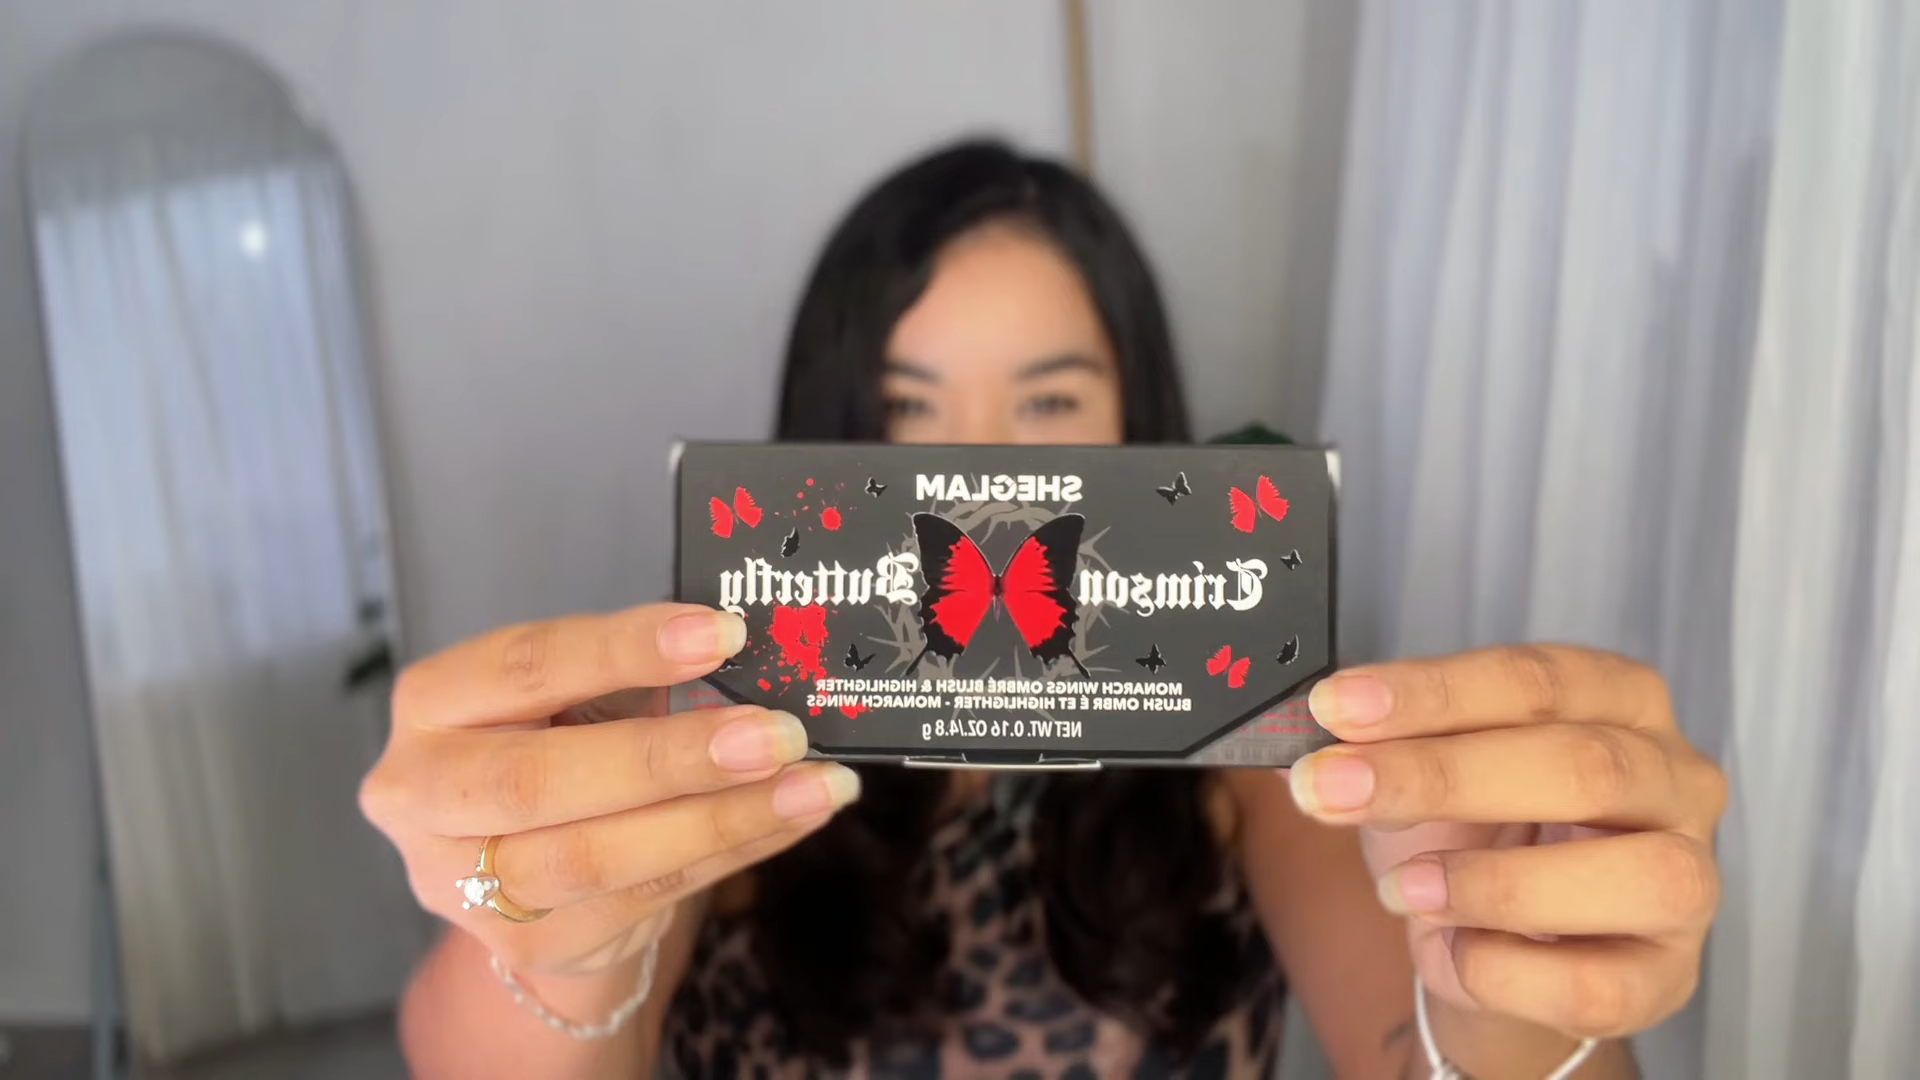 SHEGLAM
Crimson Butterfly
MONARCH WINGS OMBRÉ BLUSH & HIGHLIGHTER
BLUSH OMBRÉ ET HIGHLIGHTER - MONARCH WINGS
NET WT. 0.16 OZ./4.8 g